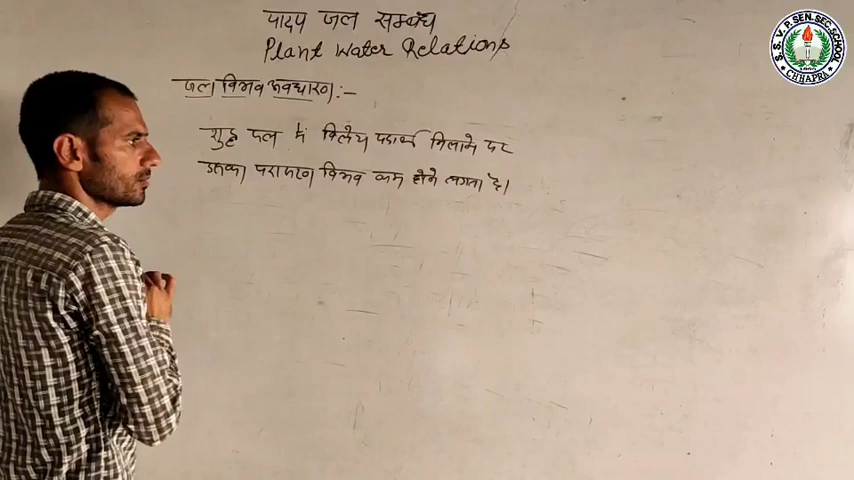 पादप जल सम्बंध
Plant Water Relations
जल विभव अवधारणा :-
शुद्ध जल में विलेय पदार्थ मिलाने पर
उसका परासरण विभव कम होने लगता है।
S.S.V.P. SEN. SEC. SCHOOL
CHHAPRA